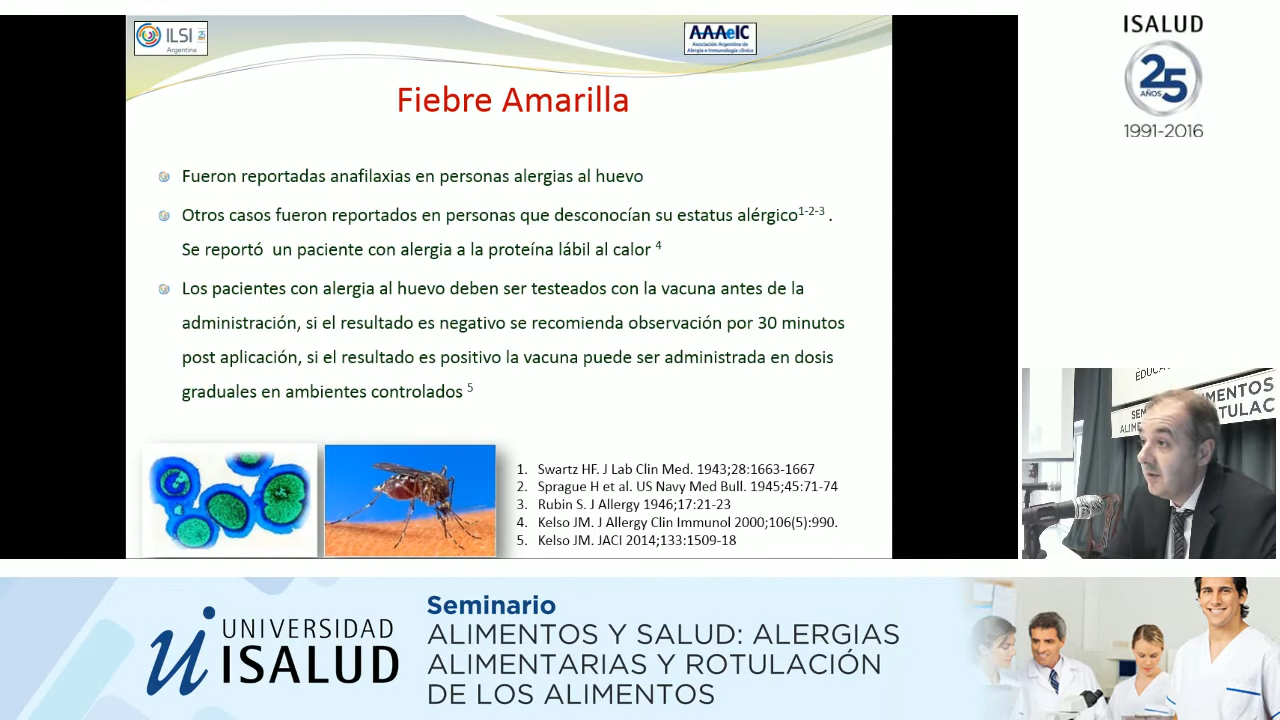 ILSI
Argentina
AAAeIC
Asociación Argentina de
Alergia e Inmunología clínica
ISALUD
25
AÑOS
1991-2016
Fiebre Amarilla
Fueron reportadas anafilaxias en personas alergias al huevo
Otros casos fueron reportados en personas que desconocían su estatus alérgico1-2-3 .
Se reportó un paciente con alergia a la proteína lábil al calor 4
Los pacientes con alergia al huevo deben ser testeados con la vacuna antes de la
administración, si el resultado es negativo se recomienda observación por 30 minutos
post aplicación, si el resultado es positivo la vacuna puede ser administrada en dosis
graduales en ambientes controlados 5
1. Swartz HF. J Lab Clin Med. 1943;28:1663-1667
2. Sprague H et al. US Navy Med Bull. 1945;45:71-74
3. Rubin S. J Allergy 1946;17:21-23
4. Kelso JM. J Allergy Clin Immunol 2000;106(5):990.
5. Kelso JM. JACI 2014;133:1509-18
UNIVERSIDAD
ISALUD
Seminario
ALIMENTOS Y SALUD: ALERGIAS
ALIMENTARIAS Y ROTULACIÓN
DE LOS ALIMENTOS